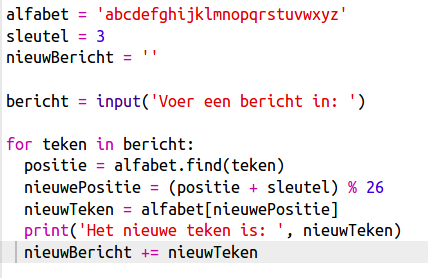 alfabet = 'abcdefghijklmnopqrstuvwxyz'
sleutel = 3
nieuwBericht = ''
bericht = input('Voer een bericht in: ')
for teken in bericht:
positie = alfabet.find(teken)
nieuwePositie = (positie + sleutel) % 26
nieuwTeken = alfabet[nieuwePositie]
print('Het nieuwe teken is: ', nieuwTeken)
nieuwBericht += nieuwTeken